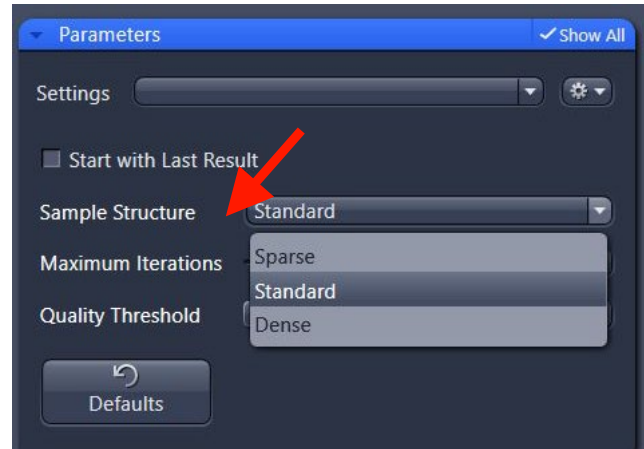 Parameters
Show All
Settings
Start with Last Result
Sample Structure
Standard
Maximum Iterations
Sparse
Standard
Quality Threshold
Dense
Defaults